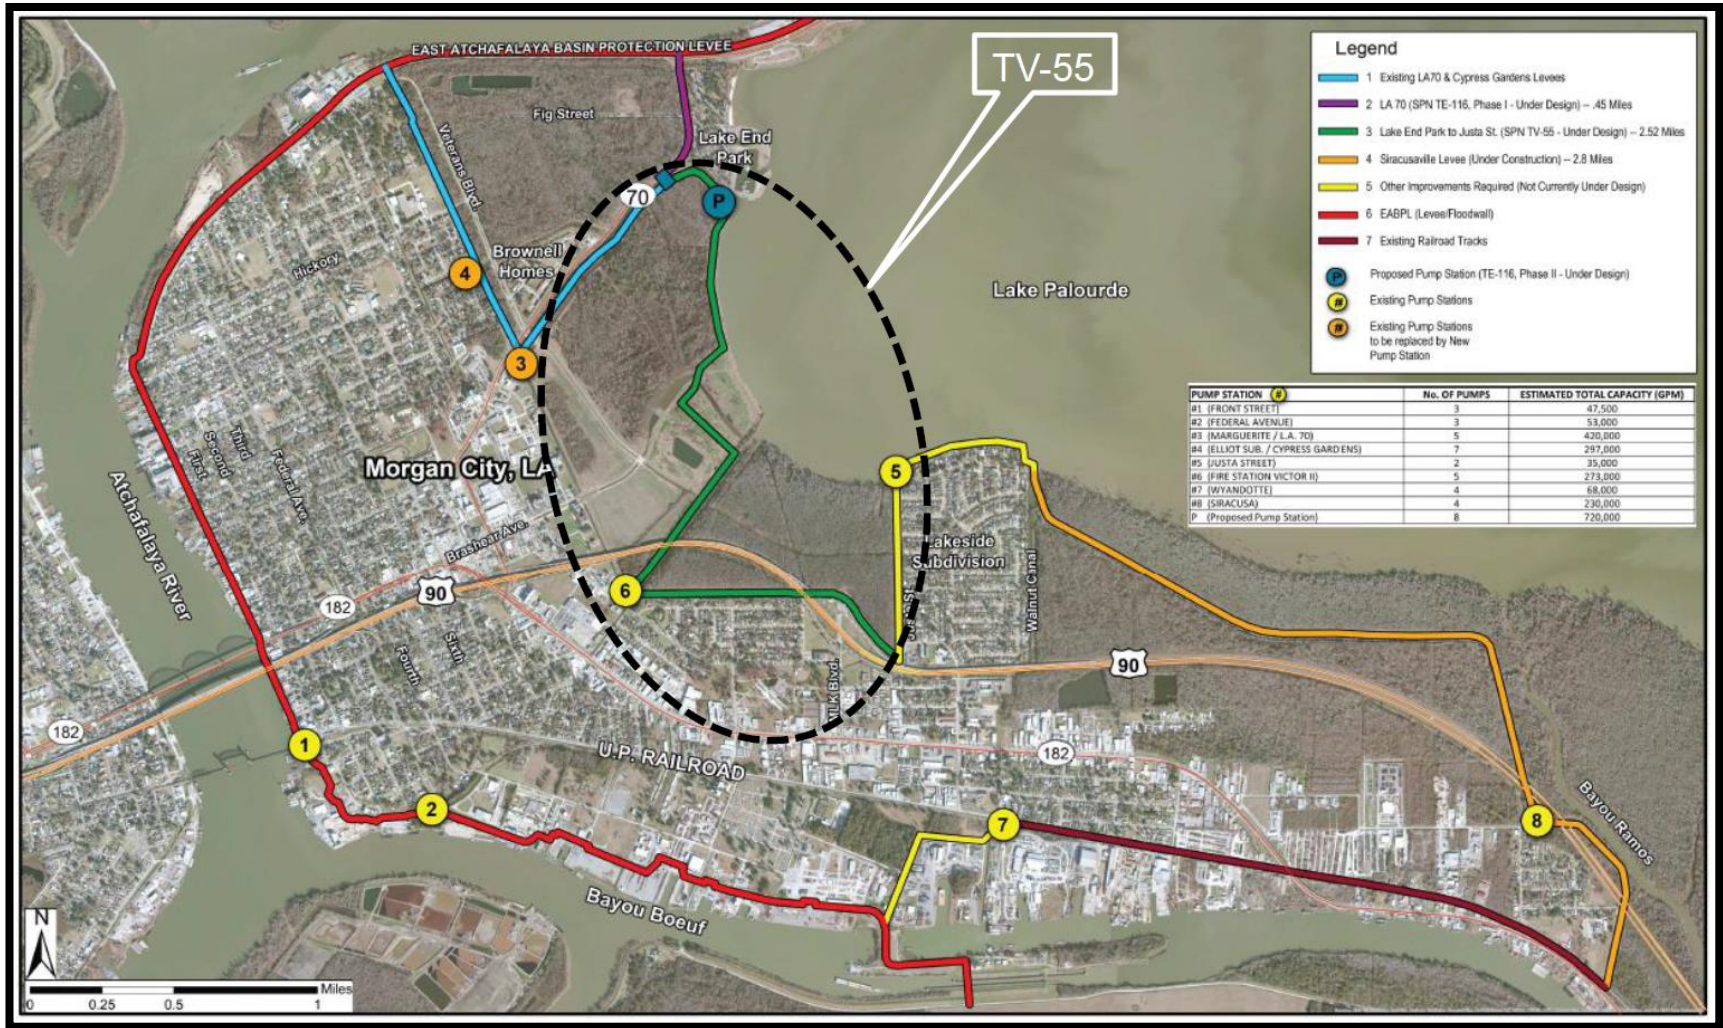 EAST ATCHAFALAYA BASIN PROTECTION LEVEE
TV-55
Legend
1 Existing LA70 & Cypress Gardens Levees
2 LA 70 (SPN TE-116, Phase I - Under Design) -- .45 Miles
3 Lake End Park to Justa St. (SPN TV-55 - Under Design) -- 2.52 Miles
4 Siracusaville Levee (Under Construction) -- 2.8 Miles
5 Other Improvements Required (Not Currently Under Design)
6 EABPL (Levee/Floodwall)
7 Existing Railroad Tracks
P Proposed Pump Station (TE-116, Phase II - Under Design)
# Existing Pump Stations
# Existing Pump Stations
to be replaced by New
Pump Station
PUMP STATION # No. OF PUMPS ESTIMATED TOTAL CAPACITY (GPM)
#1 (FRONT STREET) 3 47,500
#2 (FEDERAL AVENUE) 3 53,000
#3 (MARGUERITE / L.A. 70) 5 420,000
#4 (ELLIOT SUB. / CYPRESS GARDENS) 7 297,000
#5 (JUSTA STREET) 2 35,000
#6 (FIRE STATION VICTOR II) 5 273,000
#7 (WYANDOTTE) 4 68,000
#8 (SIRACUSA) 4 230,000
P (Proposed Pump Station) 8 720,000
Fig Street
Veterans Blvd.
Lake End
Park
70
P
Hickory
4
Brownell
Homes
3
Lake Palourde
Third
Second
First
Federal Ave.
Morgan City, LA
5
Atchafalaya River
Brashear Ave.
Lakeside
Subdivision
Walnut Canal
6
90
182
Sixth
Fourth
MLK Blvd.
90
182
1
U.P. RAILROAD
182
2
7
8
Bayou Ramos
Bayou Boeuf
N
Miles
0 0.25 0.5 1